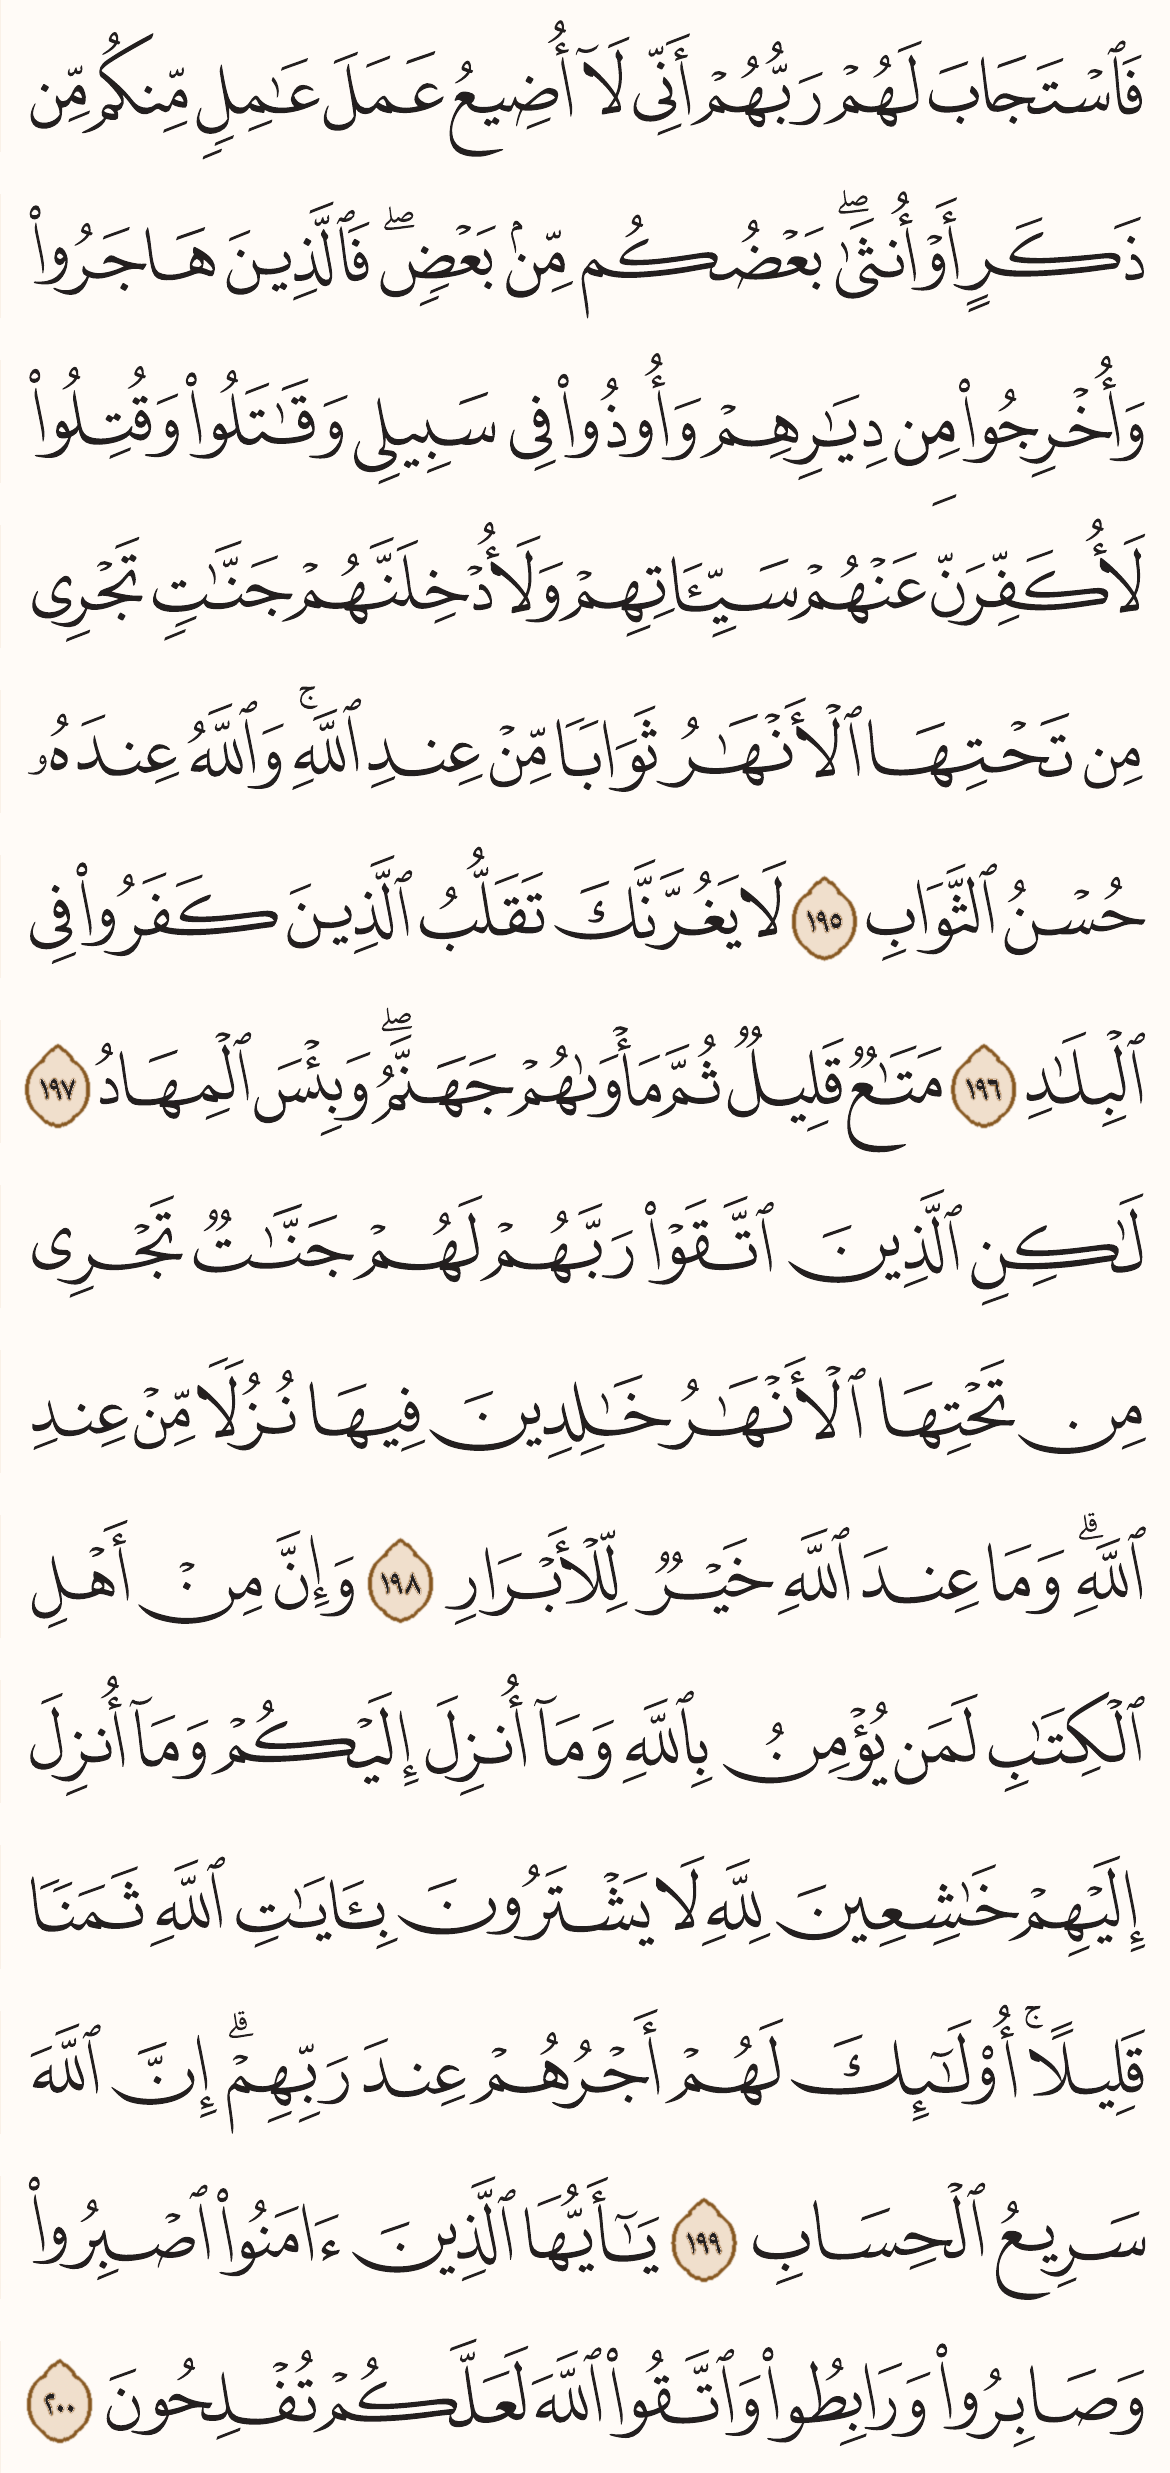 فَٱسْتَجَابَ لَهُمْ رَبُّهُمْ أَنِّى لَآ أُضِيعُ عَمَلَ عَـٰمِلٍ مِّنكُم مِّن
ذَكَرٍ أَوْ أُنثَىٰ ۖ بَعْضُكُم مِّنۢ بَعْضٍ ۖ فَٱلَّذِينَ هَاجَرُوا۟
وَأُخْرِجُوا۟ مِن دِيَـٰرِهِمْ وَأُوذُوا۟ فِى سَبِيلِى وَقَـٰتَلُوا۟ وَقُتِلُوا۟
لَأُكَفِّرَنَّ عَنْهُمْ سَيِّـَٔاتِهِمْ وَلَأُدْخِلَنَّهُمْ جَنَّـٰتٍ تَجْرِى
مِن تَحْتِهَا ٱلْأَنْهَـٰرُ ثَوَابًا مِّنْ عِندِ ٱللَّهِ ۚ وَٱللَّهُ عِندَهُۥ
حُسْنُ ٱلثَّوَابِ ١٩٥ لَا يَغُرَّنَّكَ تَقَلُّبُ ٱلَّذِينَ كَفَرُوا۟ فِى
ٱلْبِلَـٰدِ ١٩٦ مَتَـٰعٌ قَلِيلٌ ثُمَّ مَأْوَىٰهُمْ جَهَنَّمُ ۖ وَبِئْسَ ٱلْمِهَادُ ١٩٧
لَـٰكِنِ ٱلَّذِينَ ٱتَّقَوْا۟ رَبَّهُمْ لَهُمْ جَنَّـٰتٌ تَجْرِى
مِن تَحْتِهَا ٱلْأَنْهَـٰرُ خَـٰلِدِينَ فِيهَا نُزُلًا مِّنْ عِندِ
ٱللَّهِ ۗ وَمَا عِندَ ٱللَّهِ خَيْرٌ لِّلْأَبْرَارِ ١٩٨ وَإِنَّ مِنْ أَهْلِ
ٱلْكِتَـٰبِ لَمَن يُؤْمِنُ بِٱللَّهِ وَمَآ أُنزِلَ إِلَيْكُمْ وَمَآ أُنزِلَ
إِلَيْهِمْ خَـٰشِعِينَ لِلَّهِ لَا يَشْتَرُونَ بِـَٔايَـٰتِ ٱللَّهِ ثَمَنًا
قَلِيلًا ۚ أُو۟لَـٰٓئِكَ لَهُمْ أَجْرُهُمْ عِندَ رَبِّهِمْ ۗ إِنَّ ٱللَّهَ
سَرِيعُ ٱلْحِسَابِ ١٩٩ يَـٰٓأَيُّهَا ٱلَّذِينَ ءَامَنُوا۟ ٱصْبِرُوا۟
وَصَابِرُوا۟ وَرَابِطُوا۟ وَٱتَّقُوا۟ ٱللَّهَ لَعَلَّكُمْ تُفْلِحُونَ ٢٠٠